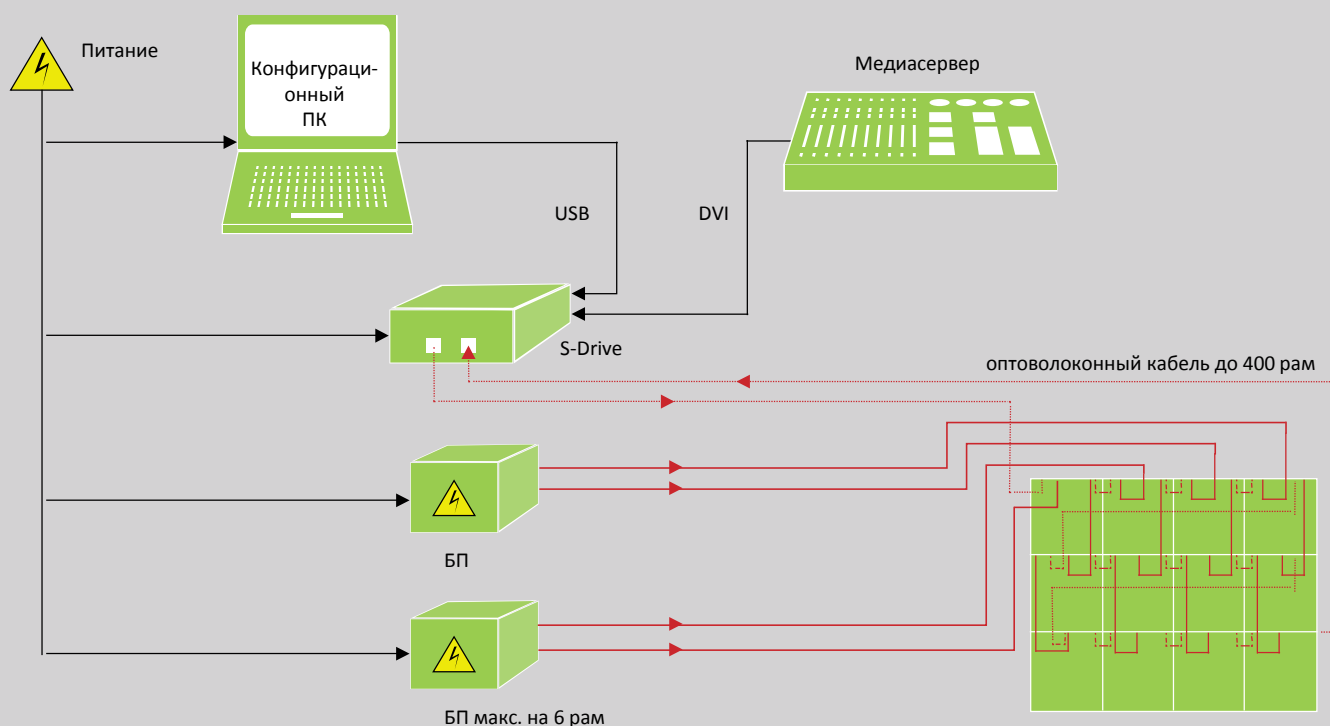 Питание
Конфигураци-
онный
ПК
Медиасервер
USB
DVI
S-Drive
оптоволоконный кабель до 400 рам
БП
БП макс. на 6 рам